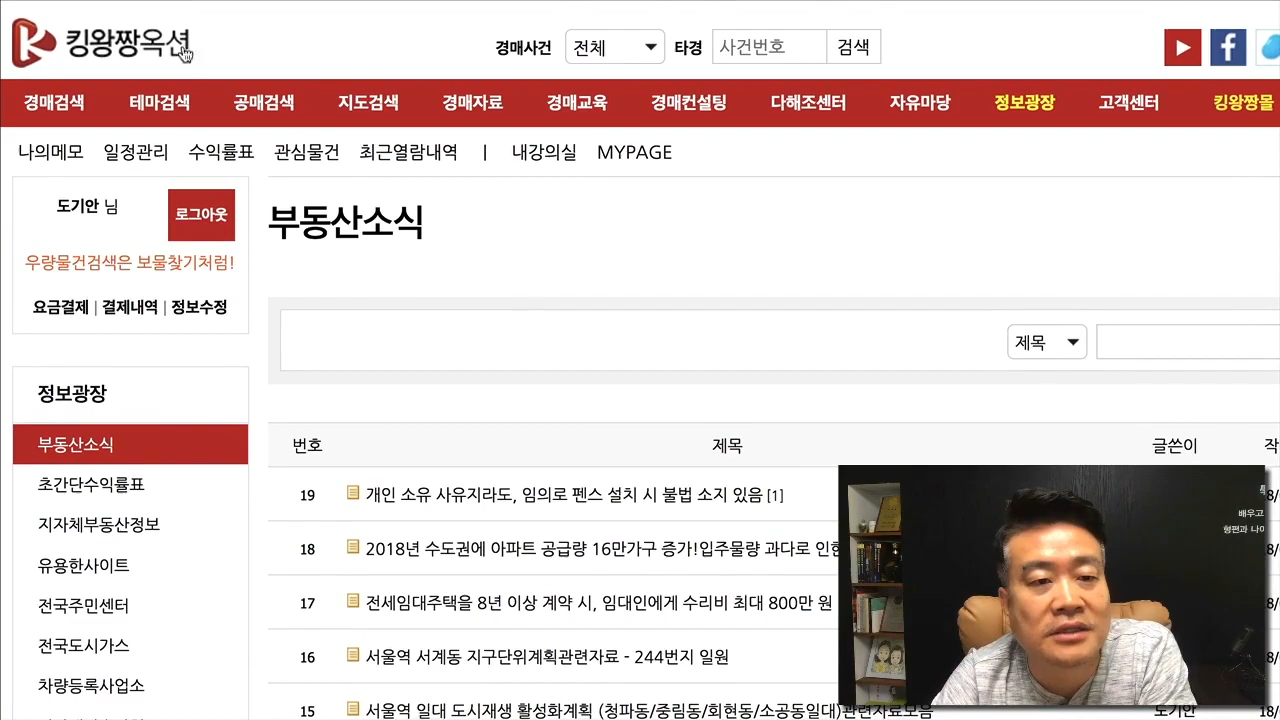 킹왕짱옥션
경매사건 전체 타경 사건번호 검색
경매검색 테마검색 공매검색 지도검색 경매자료 경매교육 경매컨설팅 다해조센터 자유마당 정보광장 고객센터 킹왕짱몰
나의메모 일정관리 수익률표 관심물건 최근열람내역 | 내강의실 MYPAGE
도기안 님 로그아웃
우량물건검색은 보물찾기처럼!
요금결제 | 결제내역 | 정보수정
부동산소식
제목
정보광장
부동산소식
초간단수익률표
지자체부동산정보
유용한사이트
전국주민센터
전국도시가스
차량등록사업소
번호 제목 글쓴이 작
19 개인 소유 사유지라도, 임의로 펜스 설치 시 불법 소지 있음 [1]
18 2018년 수도권에 아파트 공급량 16만가구 증가!입주물량 과다로 인한
17 전세임대주택을 8년 이상 계약 시, 임대인에게 수리비 최대 800만 원
16 서울역 서계동 지구단위계획관련자료 - 244번지 일원
15 서울역 일대 도시재생 활성화계획 (청파동/중림동/회현동/소공동일대)관련자료모음 도기안 18/
배우고
형편과 나이